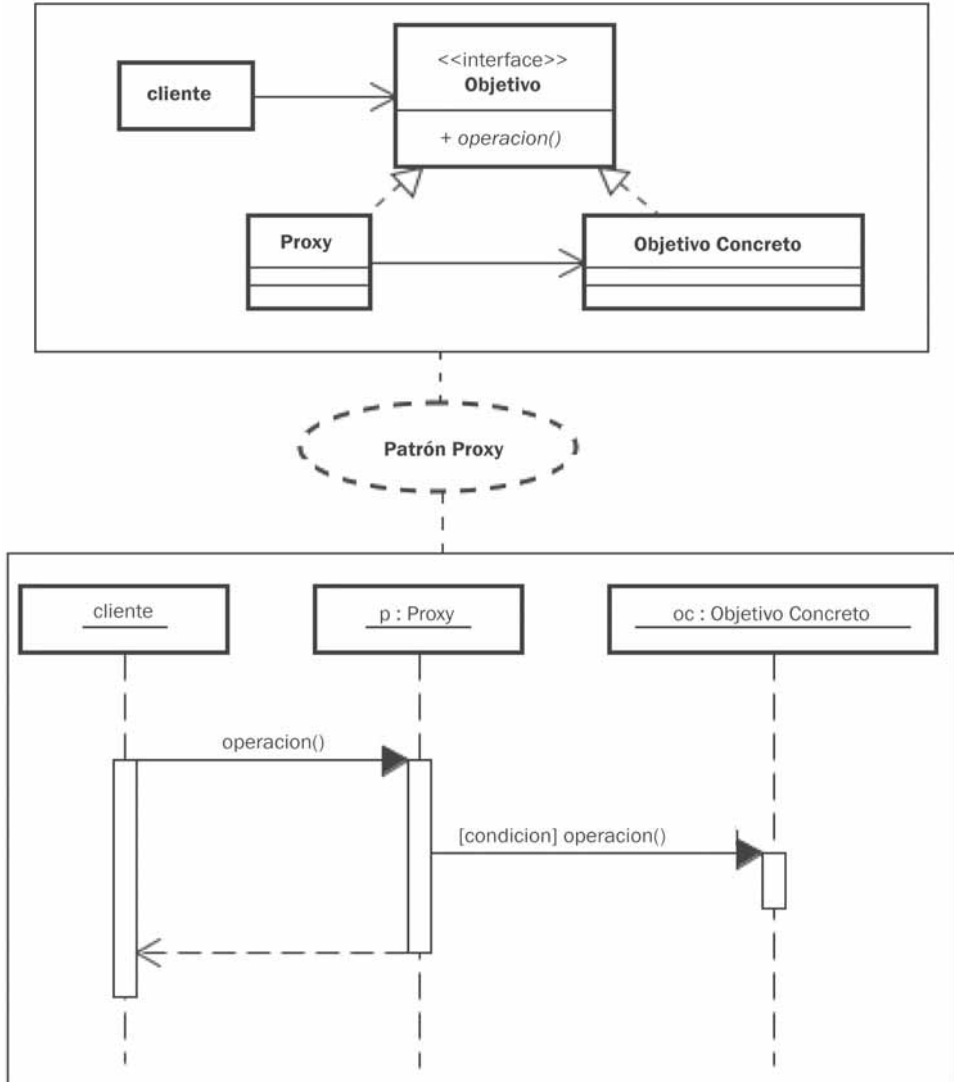 <<interface>>
Objetivo
cliente
+ operacion()
Proxy
Objetivo Concreto
Patrón Proxy
cliente
p : Proxy
oc : Objetivo Concreto
operacion()
[condicion] operacion()